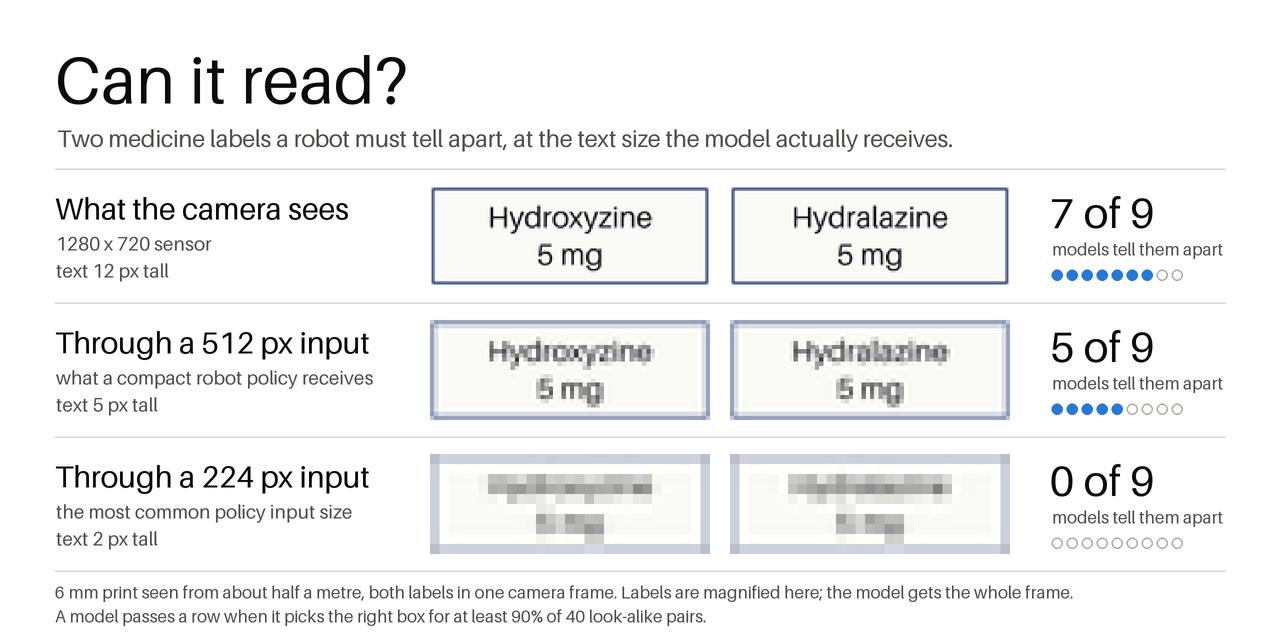 Can it read?
Two medicine labels a robot must tell apart, at the text size the model actually receives.
What the camera sees
1280 x 720 sensor
text 12 px tall
Hydroxyzine
5 mg
Hydralazine
5 mg
7 of 9
models tell them apart
Through a 512 px input
what a compact robot policy receives
text 5 px tall
Hydroxyzine
5 mg
Hydralazine
5 mg
5 of 9
models tell them apart
Through a 224 px input
the most common policy input size
text 2 px tall
0 of 9
models tell them apart
6 mm print seen from about half a metre, both labels in one camera frame. Labels are magnified here; the model gets the whole frame.
A model passes a row when it picks the right box for at least 90% of 40 look-alike pairs.